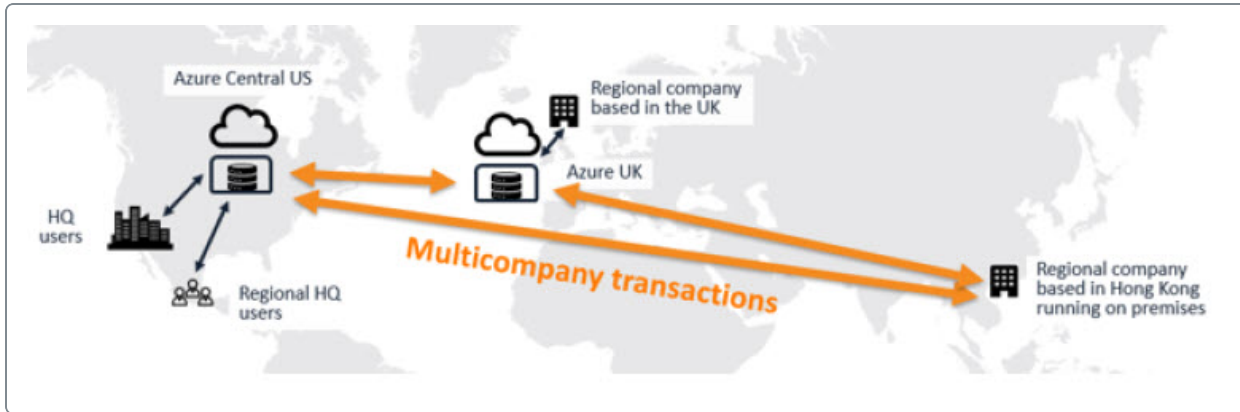 Azure Central US
Regional company
based in the UK
Azure UK
HQ
users
Multicompany transactions
Regional HQ
users
Regional company
based in Hong Kong
running on premises